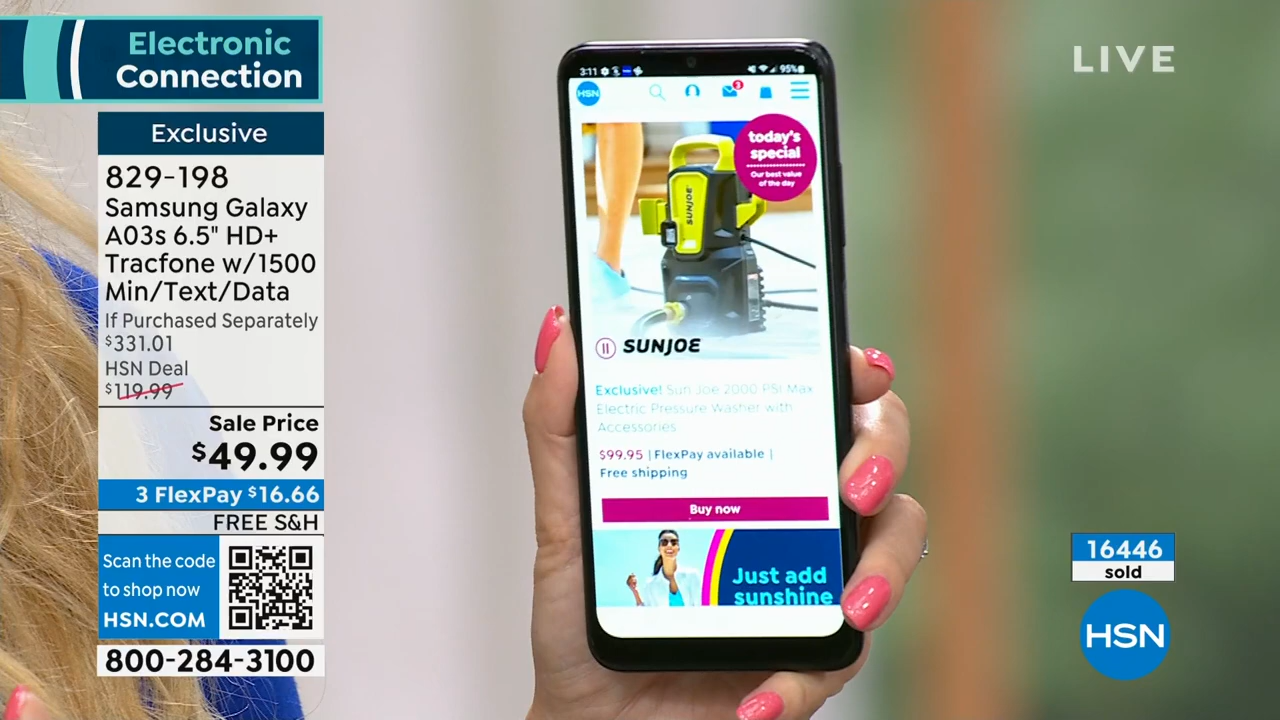 Electronic
Connection
Exclusive
829-198
Samsung Galaxy
A03s 6.5" HD+
Tracfone w/1500
Min/Text/Data
If Purchased Separately
$331.01
HSN Deal
$119.99
Sale Price
$49.99
3 FlexPay $16.66
FREE S&H
Scan the code
to shop now
HSN.COM
800-284-3100
3:11
95%
HSN
3
today's
special
Our best value
of the day
SUNJOE
SUNJOE
Exclusive! Sun Joe 2000 PSI Max
Electric Pressure Washer with
Accessories
$99.95 | FlexPay available |
Free shipping
Buy now
Just add
sunshine
LIVE
16446
sold
HSN